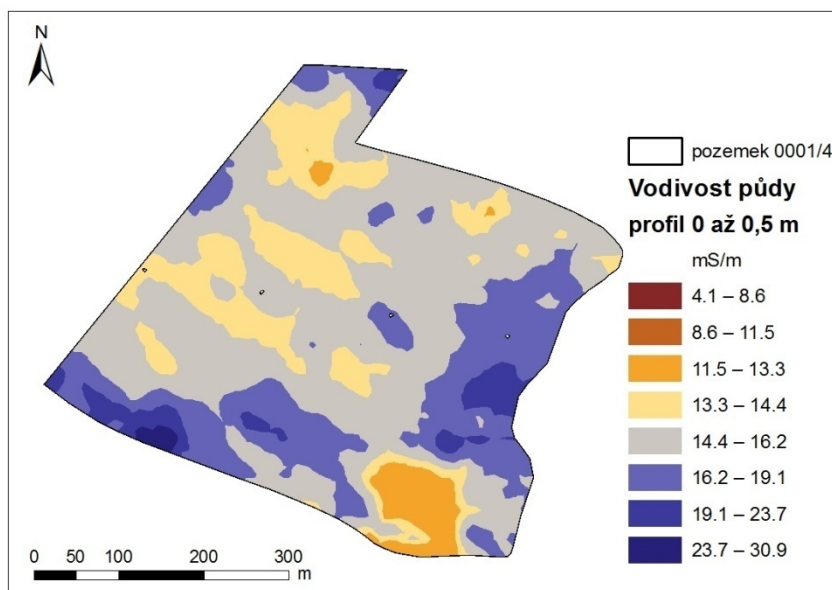 N
pozemek 0001/4
Vodivost půdy
profil 0 až 0,5 m
mS/m
4.1 – 8.6
8.6 – 11.5
11.5 – 13.3
13.3 – 14.4
14.4 – 16.2
16.2 – 19.1
19.1 – 23.7
23.7 – 30.9
0 50 100 200 300
m